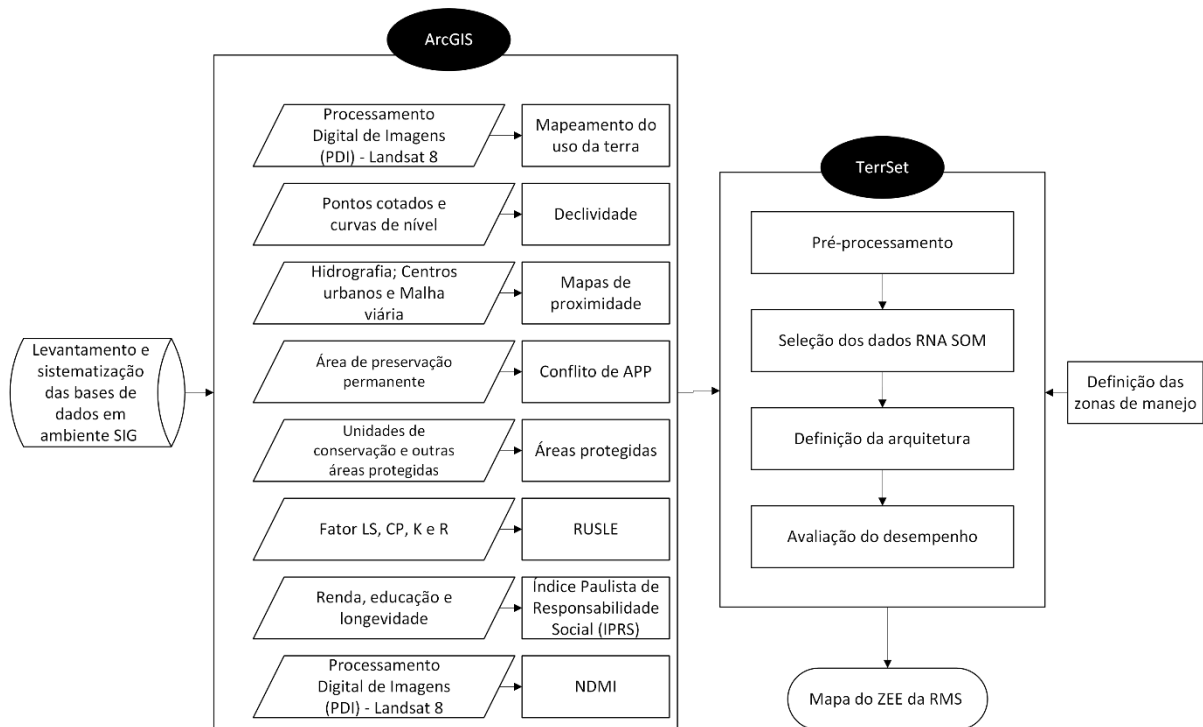 ArcGIS
Processamento
Digital de Imagens
(PDI) - Landsat 8
Mapeamento do
uso da terra
Pontos cotados e
curvas de nível
Declividade
Hidrografia; Centros
urbanos e Malha
viária
Mapas de
proximidade
Área de preservação
permanente
Conflito de APP
Unidades de
conservação e outras
áreas protegidas
Áreas protegidas
Fator LS, CP, K e R
RUSLE
Renda, educação e
longevidade
Índice Paulista de
Responsabilidade
Social (IPRS)
Processamento
Digital de Imagens
(PDI) - Landsat 8
NDMI
Levantamento e
sistematização
das bases de
dados em
ambiente SIG
TerrSet
Pré-processamento
Seleção dos dados RNA SOM
Definição da arquitetura
Avaliação do desempenho
Definição das
zonas de manejo
Mapa do ZEE da RMS